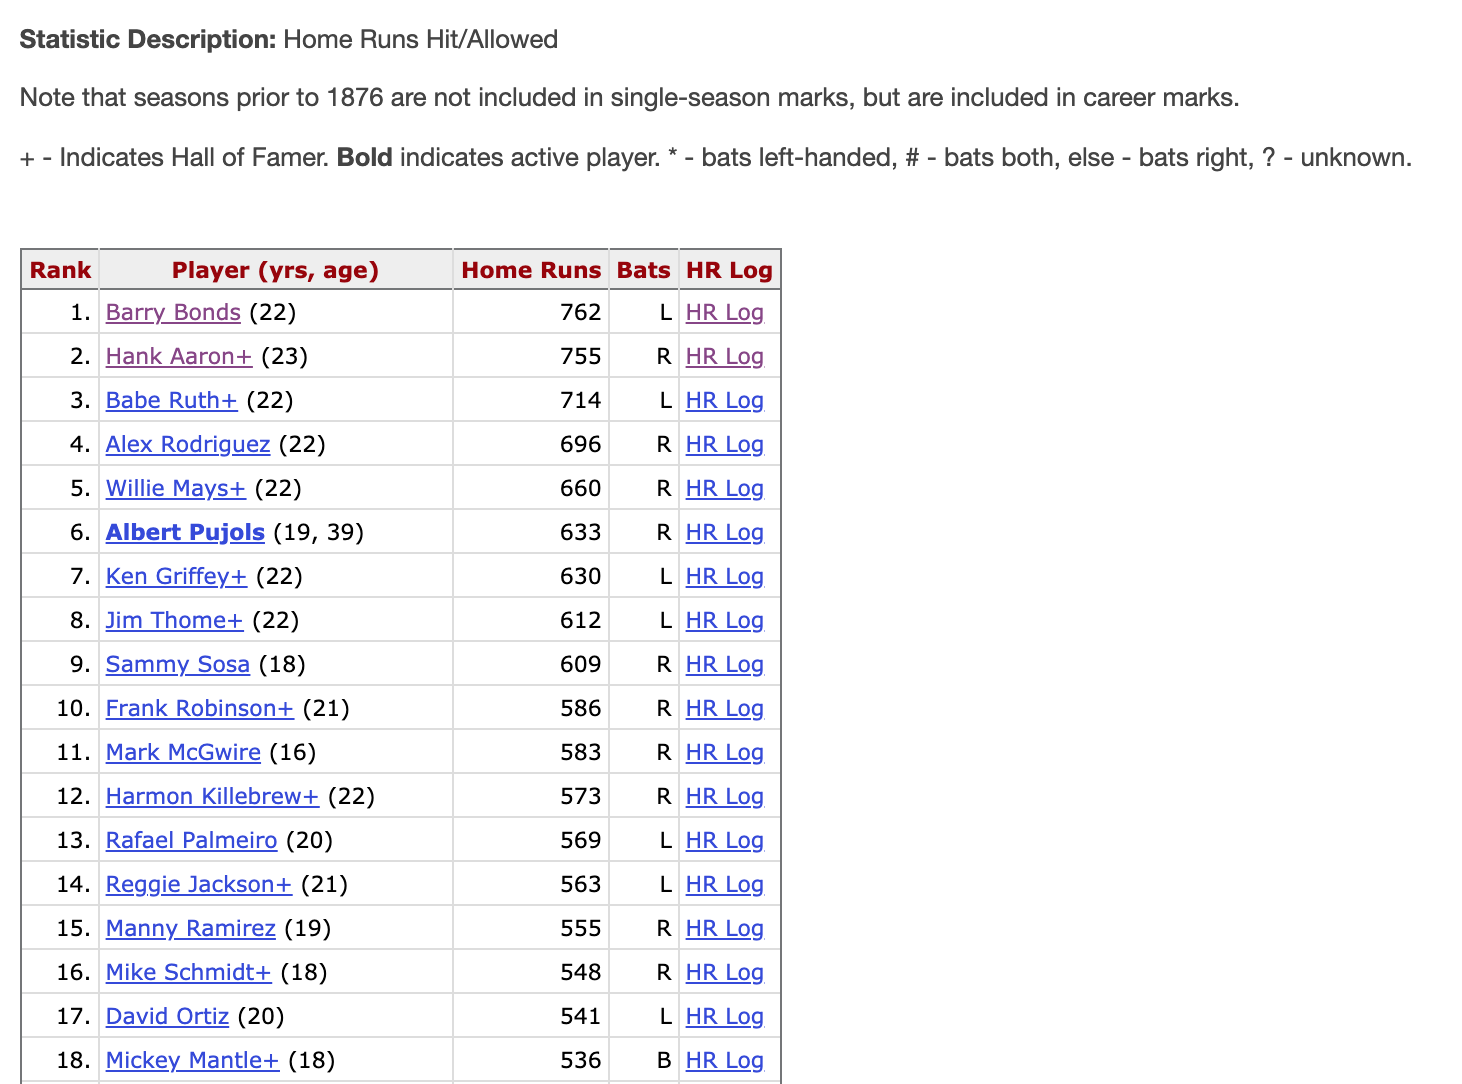 Statistic Description: Home Runs Hit/Allowed
Note that seasons prior to 1876 are not included in single-season marks, but are included in career marks.
+ - Indicates Hall of Famer. Bold indicates active player. * - bats left-handed, # - bats both, else - bats right, ? - unknown.
Rank Player (yrs, age) Home Runs Bats HR Log
1. Barry Bonds (22) 762 L HR Log
2. Hank Aaron+ (23) 755 R HR Log
3. Babe Ruth+ (22) 714 L HR Log
4. Alex Rodriguez (22) 696 R HR Log
5. Willie Mays+ (22) 660 R HR Log
6. Albert Pujols (19, 39) 633 R HR Log
7. Ken Griffey+ (22) 630 L HR Log
8. Jim Thome+ (22) 612 L HR Log
9. Sammy Sosa (18) 609 R HR Log
10. Frank Robinson+ (21) 586 R HR Log
11. Mark McGwire (16) 583 R HR Log
12. Harmon Killebrew+ (22) 573 R HR Log
13. Rafael Palmeiro (20) 569 L HR Log
14. Reggie Jackson+ (21) 563 L HR Log
15. Manny Ramirez (19) 555 R HR Log
16. Mike Schmidt+ (18) 548 R HR Log
17. David Ortiz (20) 541 L HR Log
18. Mickey Mantle+ (18) 536 B HR Log